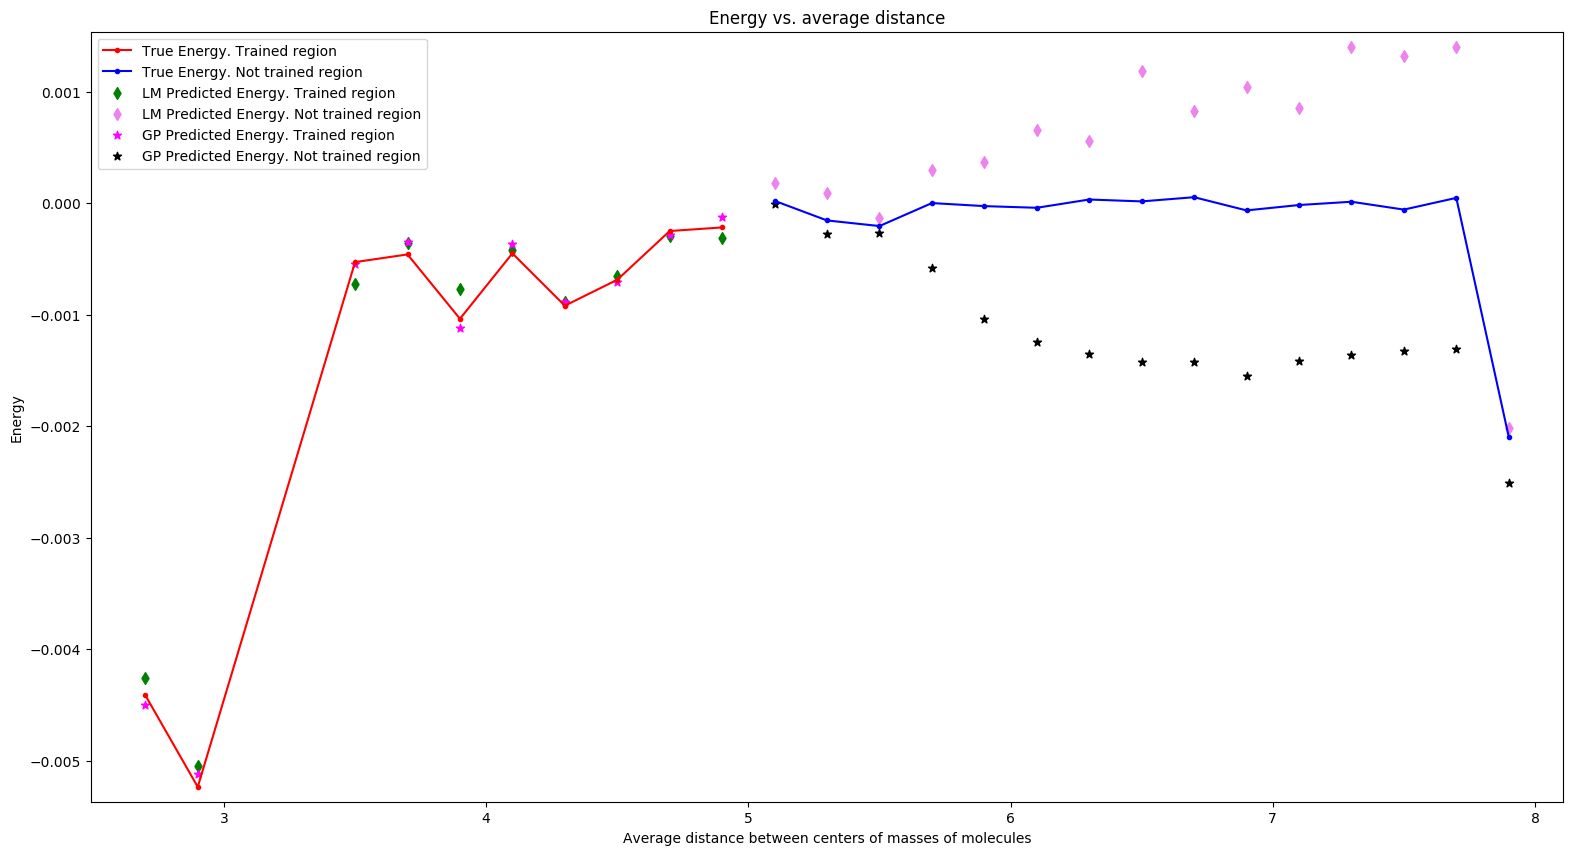 Energy vs. average distance
True Energy. Trained region
True Energy. Not trained region
LM Predicted Energy. Trained region
LM Predicted Energy. Not trained region
GP Predicted Energy. Trained region
GP Predicted Energy. Not trained region
0.001
0.000
−0.001
−0.002
−0.003
−0.004
−0.005
Energy
3 4 5 6 7 8
Average distance between centers of masses of molecules